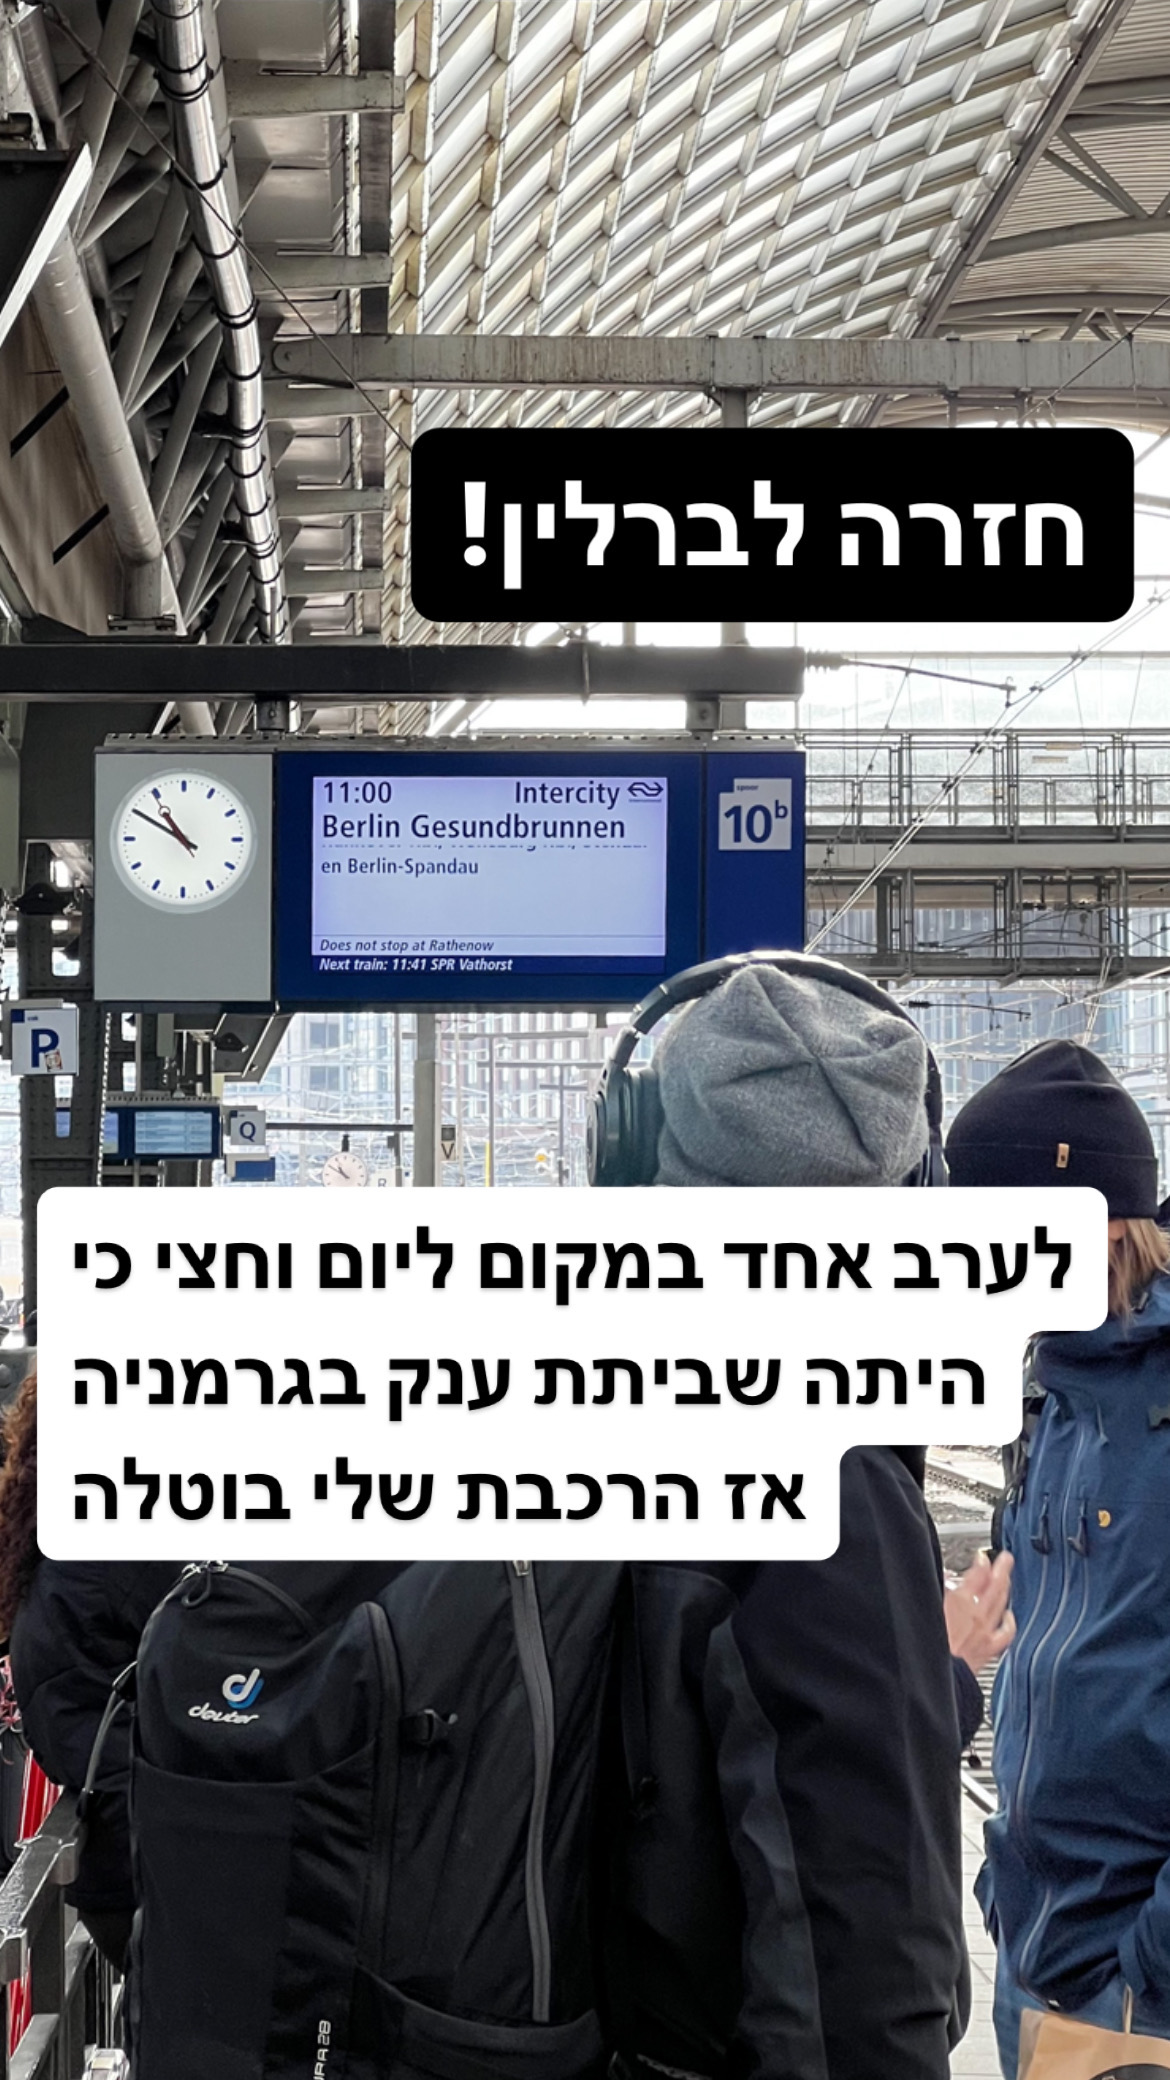 חזרה לברלין!
11:00 Intercity
Berlin Gesundbrunnen
en Berlin-Spandau
Does not stop at Rathenow
Next train: 11:41 SPR Vathorst
spoor
10b
P
Q
V
R
לערב אחד במקום ליום וחצי כי
היתה שביתת ענק בגרמניה
אז הרכבת שלי בוטלה
deuter